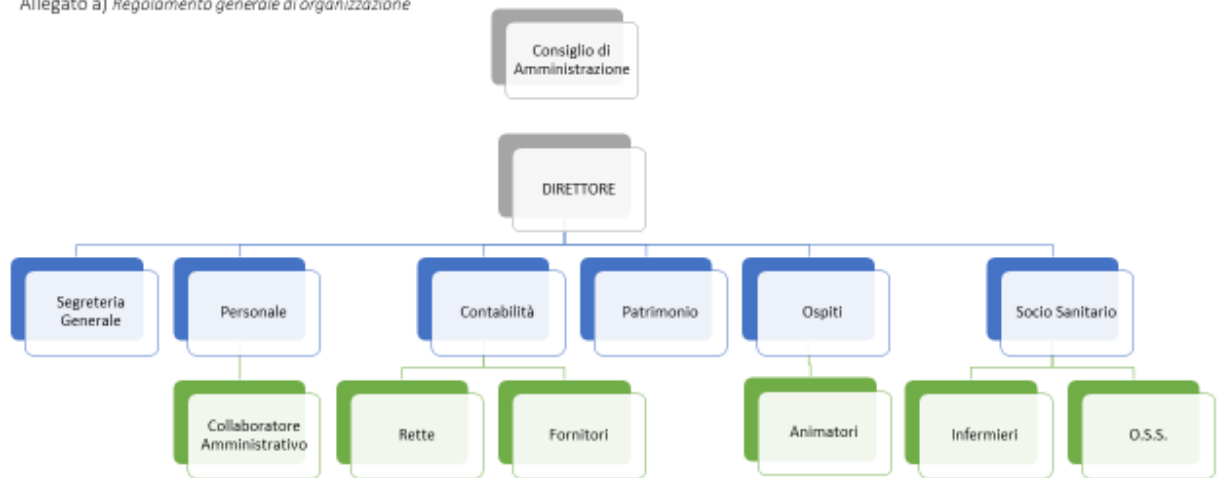 Allegato a) Regolamento generale di organizzazione
Consiglio di
Amministrazione
DIRETTORE
Segreteria
Generale
Personale
Contabilità
Patrimonio
Ospiti
Socio Sanitario
Collaboratore
Amministrativo
Rette
Fornitori
Animatori
Infermieri
O.S.S.